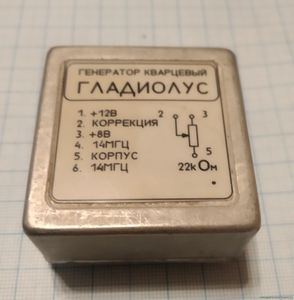 ГЕНЕРАТОР КВАРЦЕВЫЙ
ГЛАДИОЛУС
1. +12В
2. КОРРЕКЦИЯ
3. +8В
4. 14МГЦ
5. КОРПУС
6. 14МГЦ
2 3
5
22кОм